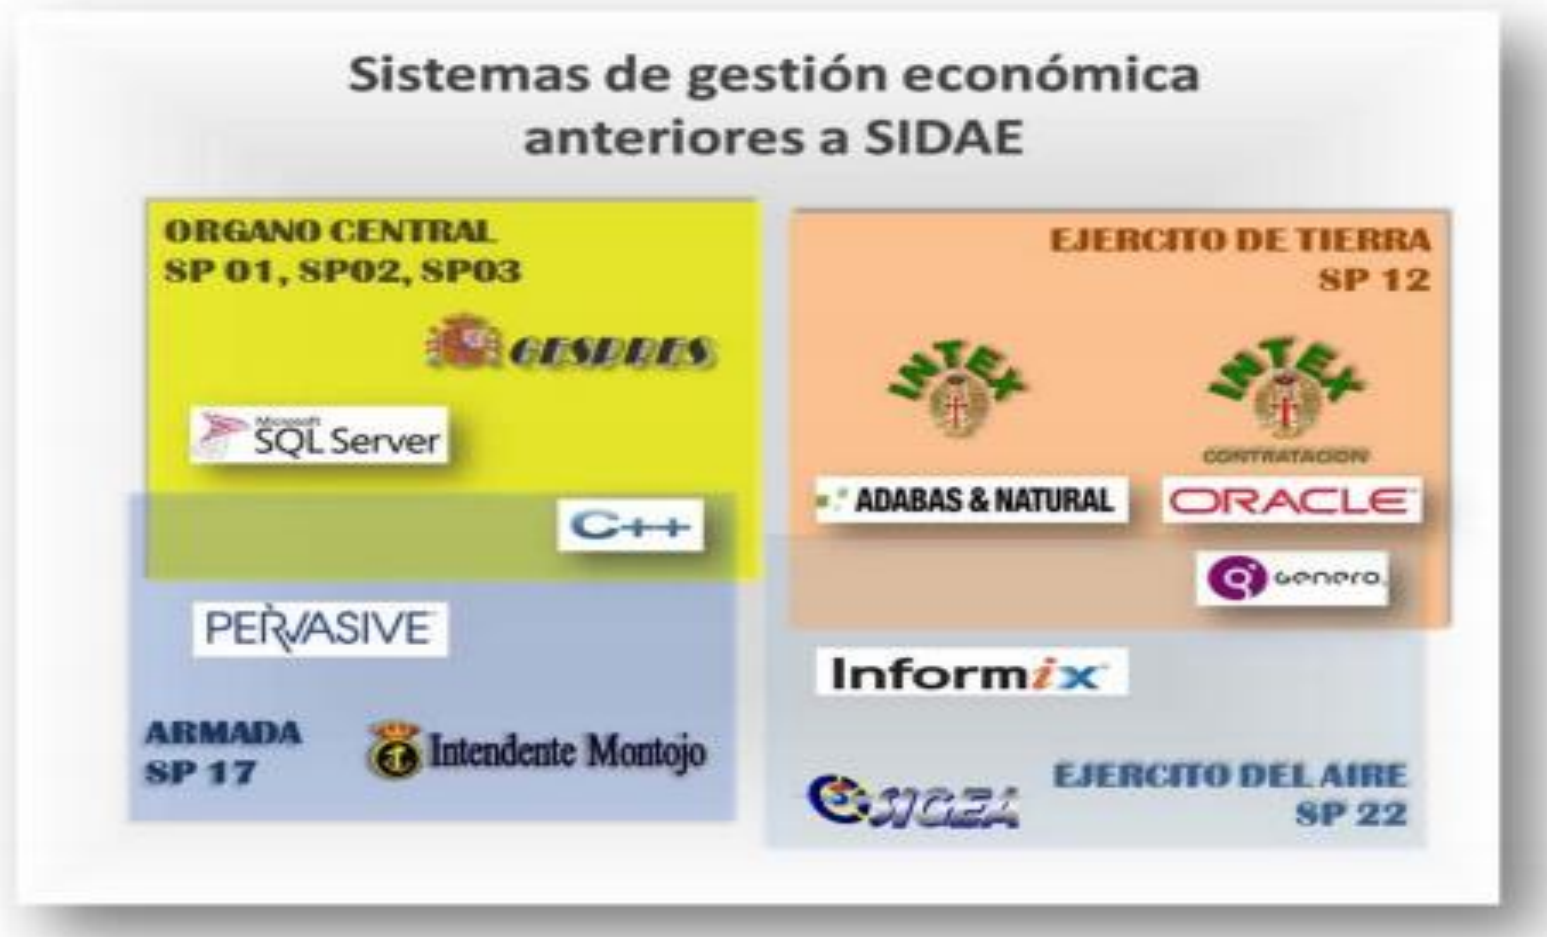 Sistemas de gestión económica
anteriores a SIDAE
ORGANO CENTRAL
SP 01, SP02, SP03
GESPRES
Microsoft
SQL Server
C++
EJERCITO DE TIERRA
SP 12
INTEX
INTEX
CONTRATACION
ADABAS & NATURAL
ORACLE
Genero
PERVASIVE
ARMADA
SP 17
Intendente Montojo
Informix
SIGEA
EJERCITO DEL AIRE
SP 22